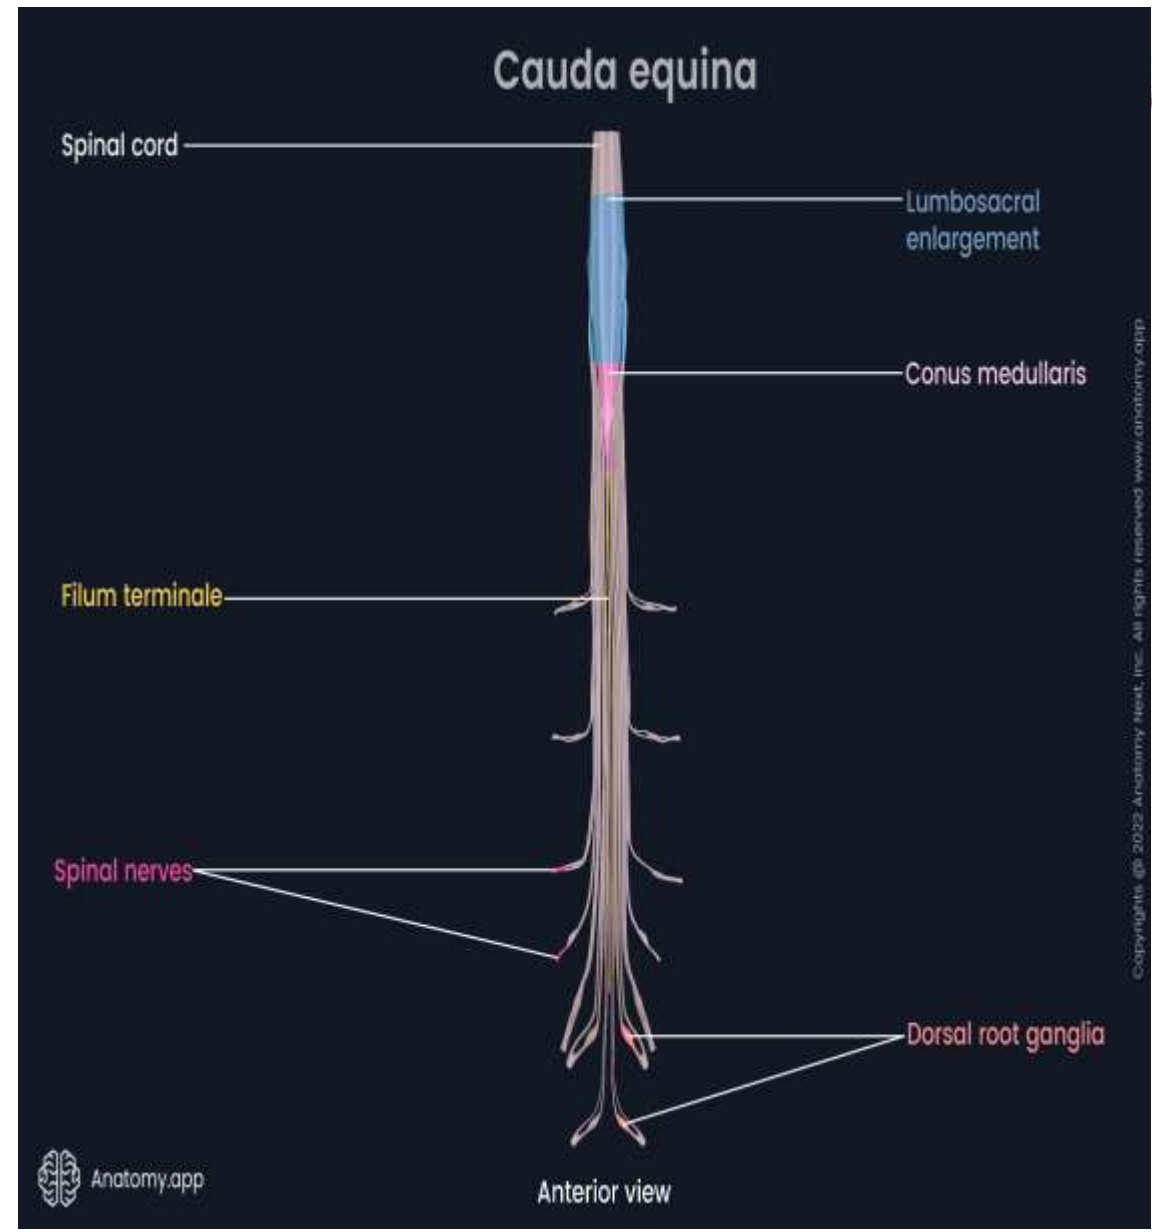 Cauda equina
Spinal cord
Lumbosacral
enlargement
Conus medullaris
Filum terminale
Spinal nerves
Dorsal root ganglia
Anatomy.app
Anterior view
Copyrights @ 2022 Anatomy Next, Inc. All rights reserved www.anatomy.app